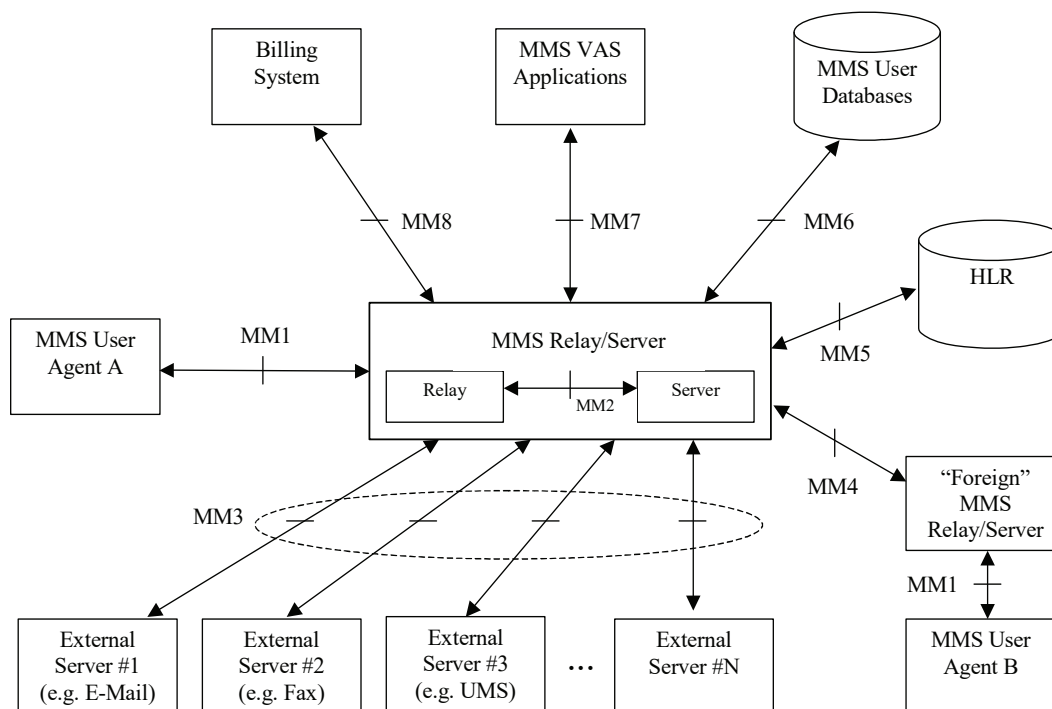 Billing
System
MMS VAS
Applications
MMS User
Databases
MM8
MM7
MM6
HLR
MM5
MMS User
Agent A
MM1
MMS Relay/Server
Relay
MM2
Server
MM4
“Foreign”
MMS
Relay/Server
MM3
MM1
External
Server #1
(e.g. E-Mail)
External
Server #2
(e.g. Fax)
External
Server #3
(e.g. UMS)
...
External
Server #N
MMS User
Agent B